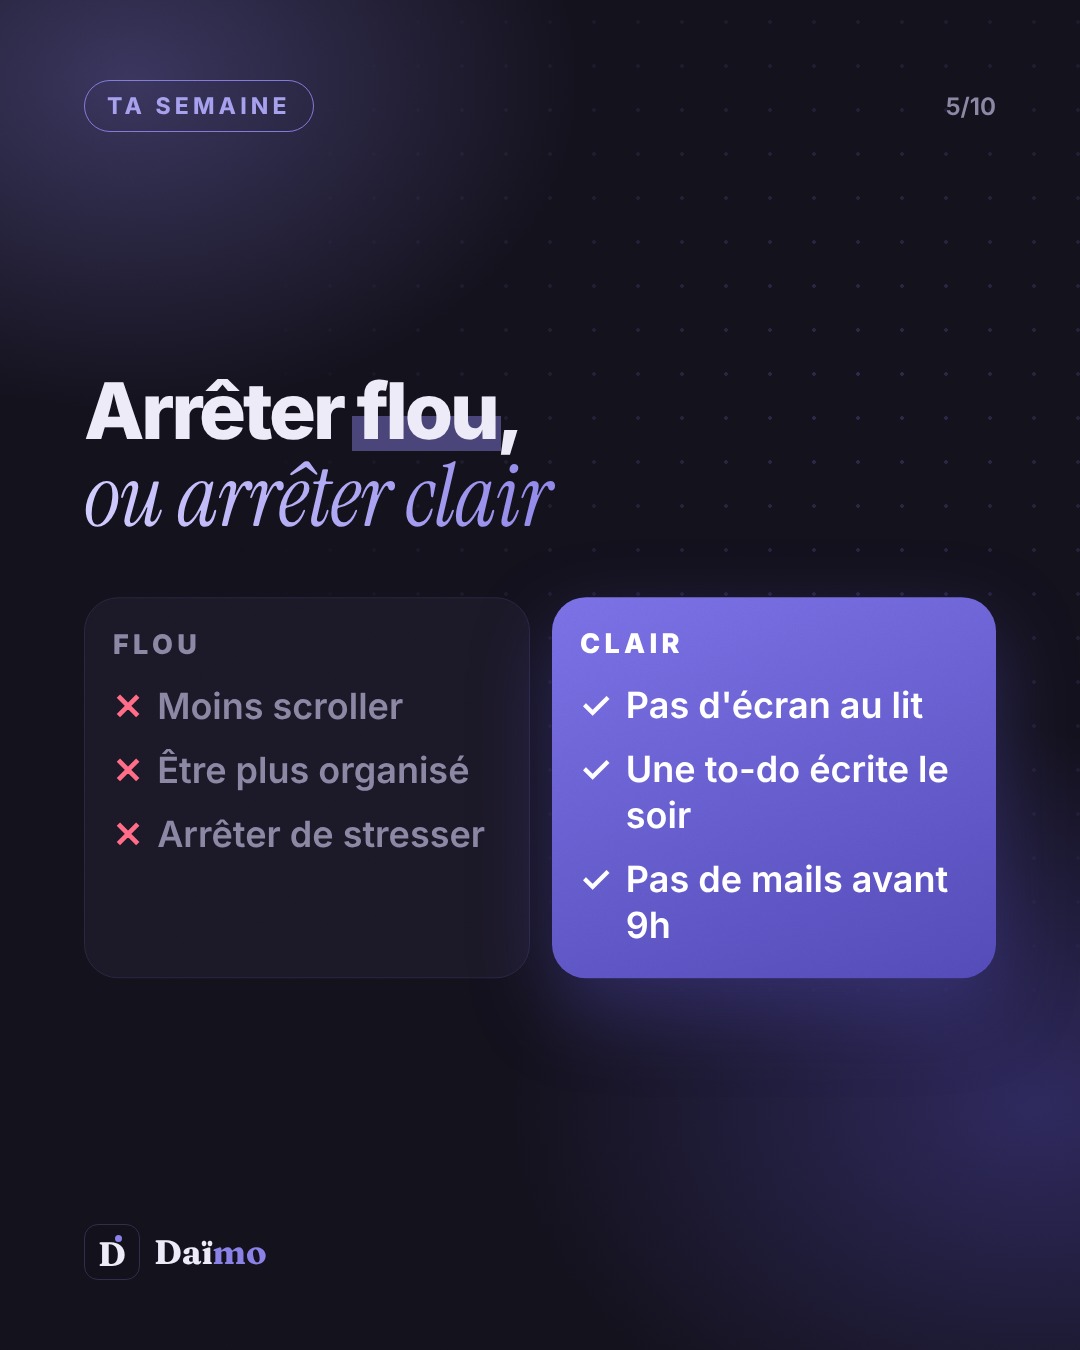 TA SEMAINE
5/10
Arrêter flou,
ou arrêter clair
FLOU
✕ Moins scroller
✕ Être plus organisé
✕ Arrêter de stresser
CLAIR
✓ Pas d'écran au lit
✓ Une to-do écrite le
soir
✓ Pas de mails avant
9h
D Daïmo